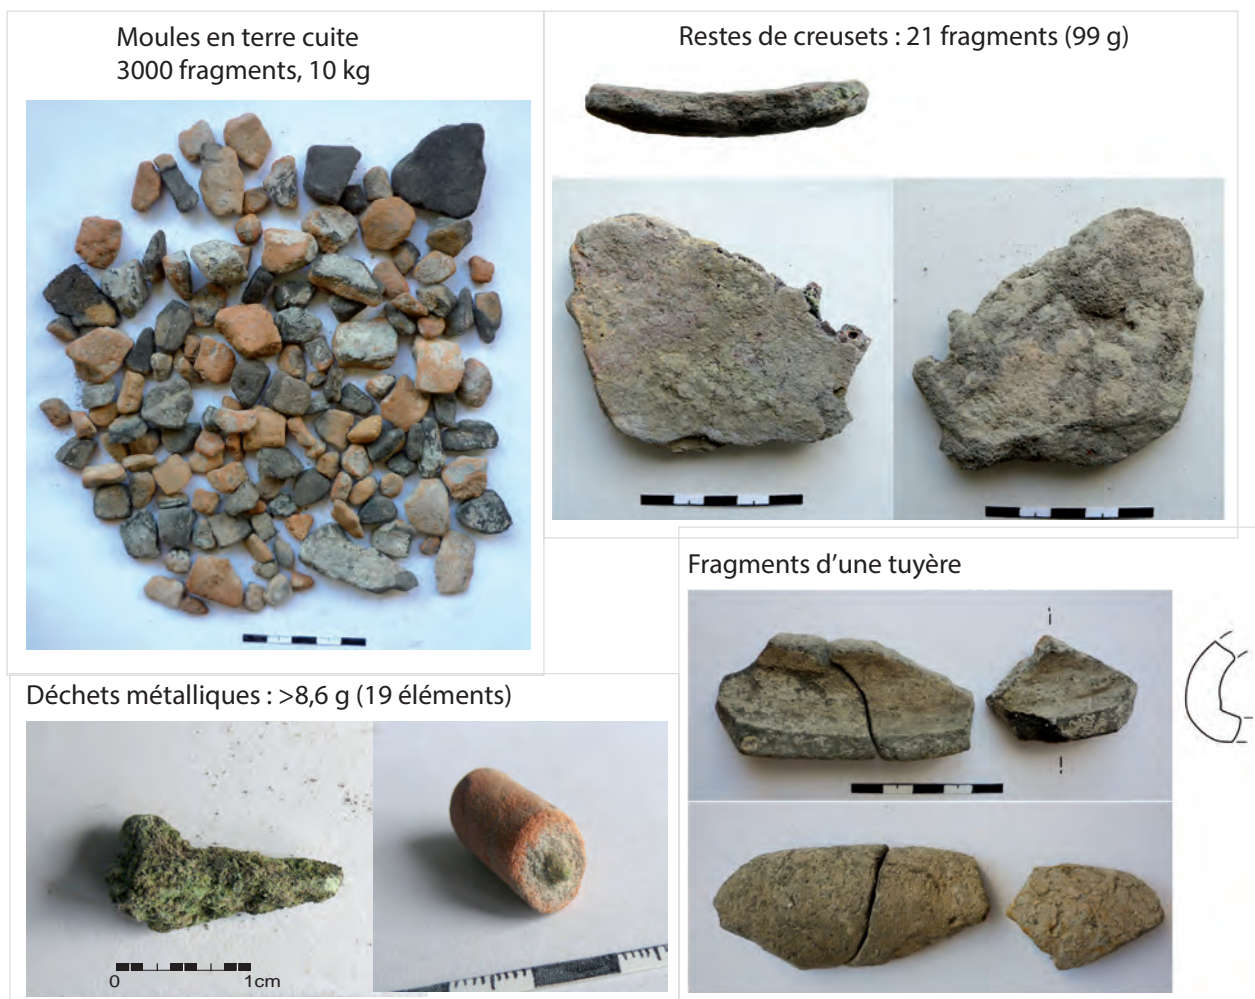 Moules en terre cuite
3000 fragments, 10 kg
Restes de creusets : 21 fragments (99 g)
Fragments d’une tuyère
Déchets métalliques : >8,6 g (19 éléments)
0 1cm